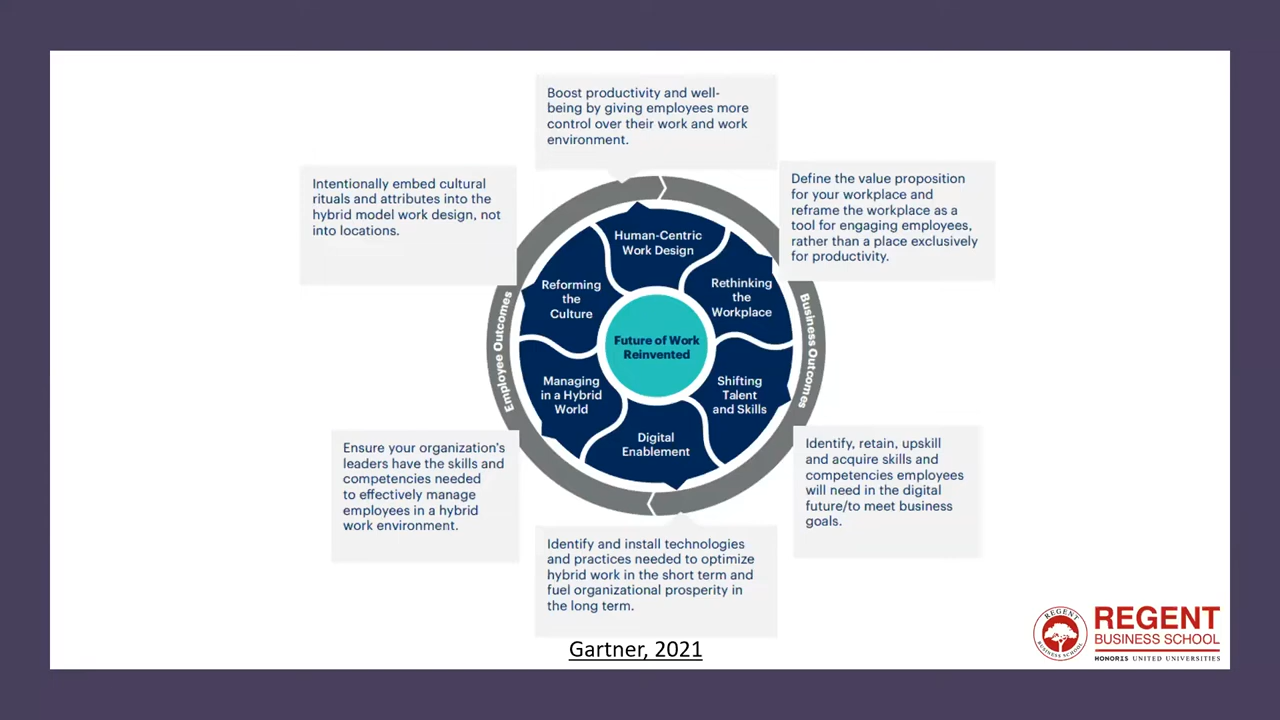 Boost productivity and well-
being by giving employees more
control over their work and work
environment.
Intentionally embed cultural
rituals and attributes into the
hybrid model work design, not
into locations.
Define the value proposition
for your workplace and
reframe the workplace as a
tool for engaging employees,
rather than a place exclusively
for productivity.
Human-Centric
Work Design
Reforming
the
Culture
Rethinking
the
Workplace
Employee Outcomes
Future of Work
Reinvented
Business Outcomes
Managing
in a Hybrid
World
Shifting
Talent
and Skills
Digital
Enablement
Ensure your organization's
leaders have the skills and
competencies needed
to effectively manage
employees in a hybrid
work environment.
Identify, retain, upskill
and acquire skills and
competencies employees
will need in the digital
future/to meet business
goals.
Identify and install technologies
and practices needed to optimize
hybrid work in the short term and
fuel organizational prosperity in
the long term.
Gartner, 2021
REGENT
BUSINESS SCHOOL
REGENT
BUSINESS SCHOOL
HONORIS UNITED UNIVERSITIES